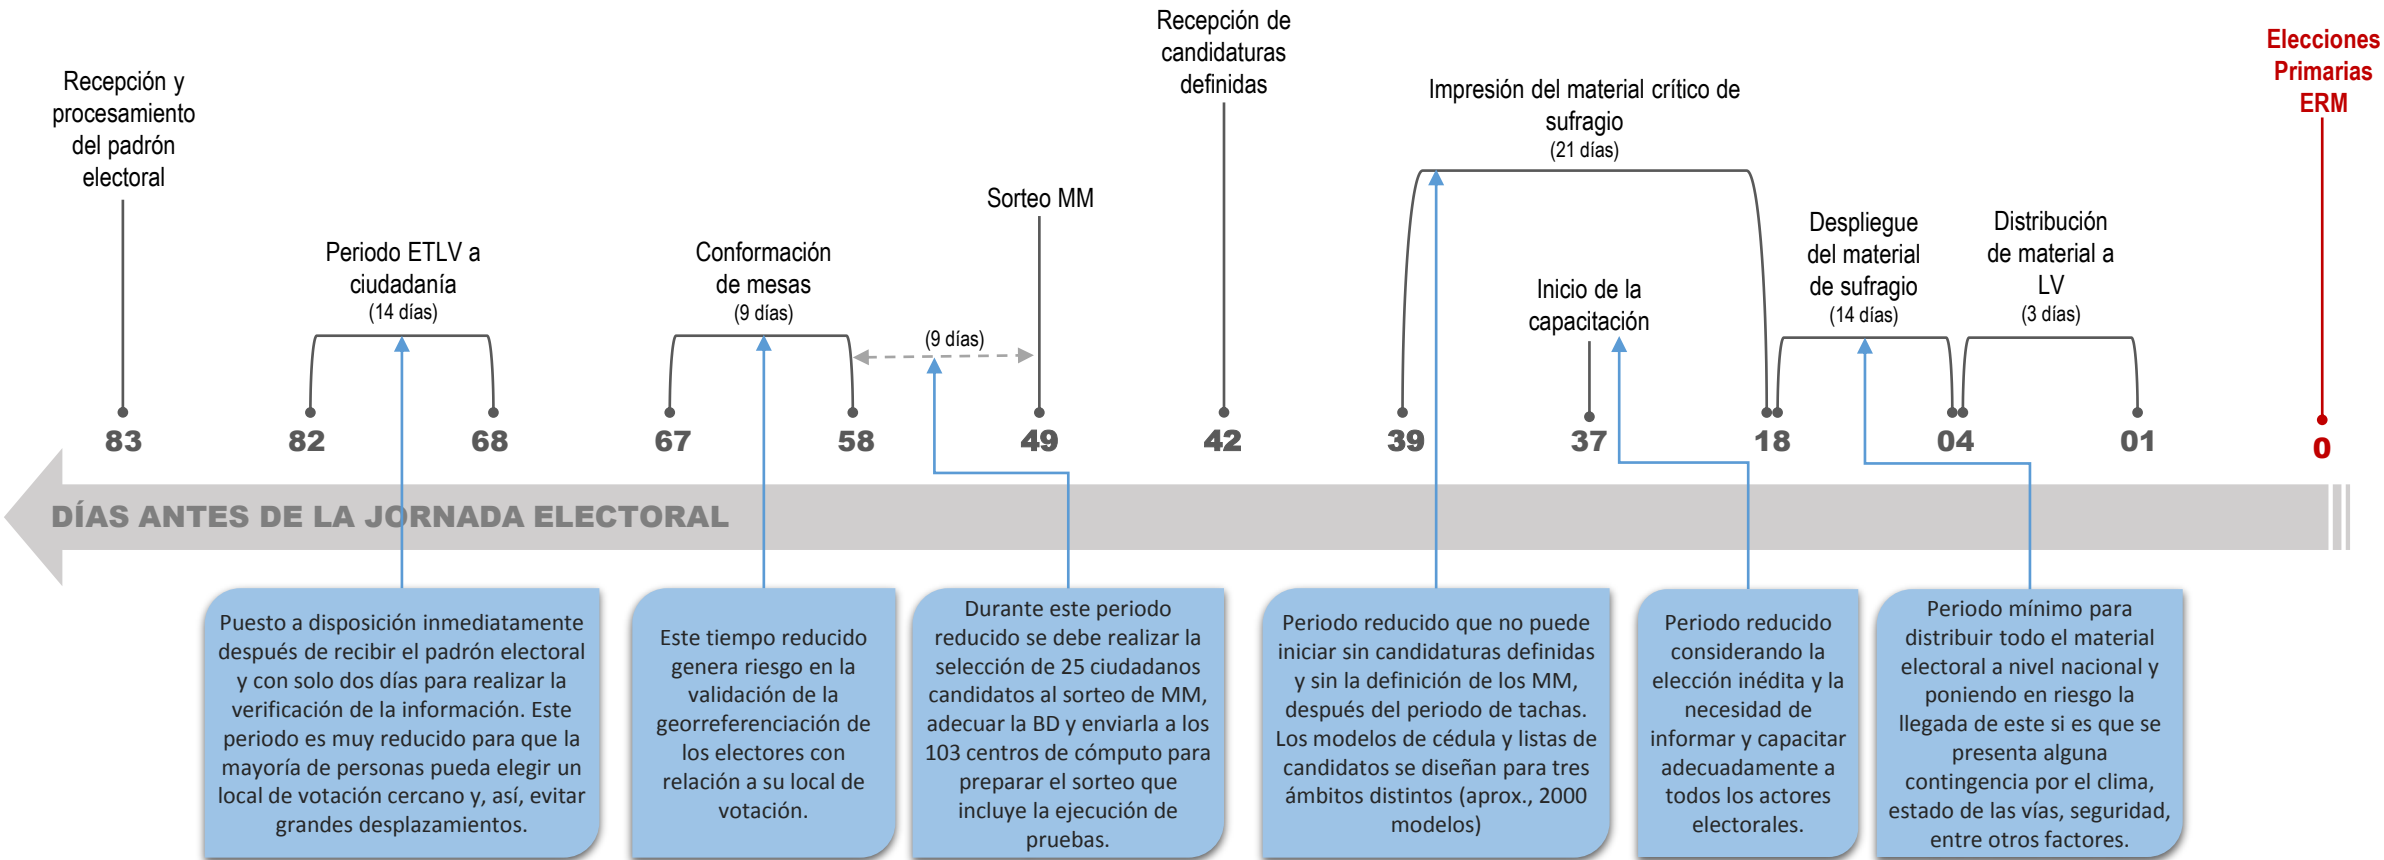 Recepción y
procesamiento
del padrón
electoral
Periodo ETLV a
ciudadanía
(14 días)
Conformación
de mesas
(9 días)
(9 días)
Sorteo MM
Recepción de
candidaturas
definidas
Impresión del material crítico de
sufragio
(21 días)
Inicio de la
capacitación
Despliegue
del material
de sufragio
(14 días)
Distribución
de material a
LV
(3 días)
Elecciones
Primarias
ERM
83
82
68
67
58
49
42
39
37
18
04
01
0
DÍAS ANTES DE LA JORNADA ELECTORAL
Puesto a disposición inmediatamente
después de recibir el padrón electoral
y con solo dos días para realizar la
verificación de la información. Este
periodo es muy reducido para que la
mayoría de personas pueda elegir un
local de votación cercano y, así, evitar
grandes desplazamientos.
Este tiempo reducido
genera riesgo en la
validación de la
georreferenciación de
los electores con
relación a su local de
votación.
Durante este periodo
reducido se debe realizar la
selección de 25 ciudadanos
candidatos al sorteo de MM,
adecuar la BD y enviarla a los
103 centros de cómputo para
preparar el sorteo que
incluye la ejecución de
pruebas.
Periodo reducido que no puede
iniciar sin candidaturas definidas
y sin la definición de los MM,
después del periodo de tachas.
Los modelos de cédula y listas de
candidatos se diseñan para tres
ámbitos distintos (aprox., 2000
modelos)
Periodo reducido
considerando la
elección inédita y la
necesidad de
informar y capacitar
adecuadamente a
todos los actores
electorales.
Periodo mínimo para
distribuir todo el material
electoral a nivel nacional y
poniendo en riesgo la
llegada de este si es que se
presenta alguna
contingencia por el clima,
estado de las vías, seguridad,
entre otros factores.